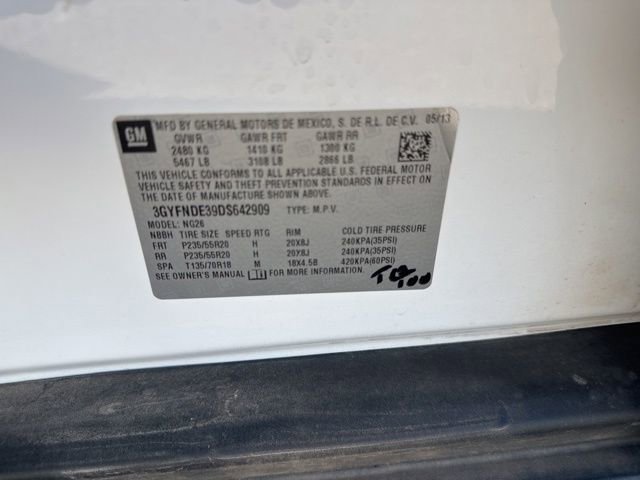 GM
MFD BY GENERAL MOTORS DE MEXICO, S. DE R.L. DE C.V. 05/13
GVWR GAWR FRT GAWR RR
2480 KG 1410 KG 1300 KG
5467 LB 3108 LB 2866 LB
THIS VEHICLE CONFORMS TO ALL APPLICABLE U.S. FEDERAL MOTOR
VEHICLE SAFETY AND THEFT PREVENTION STANDARDS IN EFFECT ON
THE DATE OF MANUFACTURE SHOWN ABOVE.
3GYFNDE39DS642909 TYPE: M.P.V.
MODEL: NG26
NBBH TIRE SIZE SPEED RTG RIM COLD TIRE PRESSURE
FRT P235/55R20 H 20X8J 240KPA(35PSI)
RR P235/55R20 H 20X8J 240KPA(35PSI)
SPA T135/70R18 M 18X4.5B 420KPA(60PSI)
SEE OWNER'S MANUAL